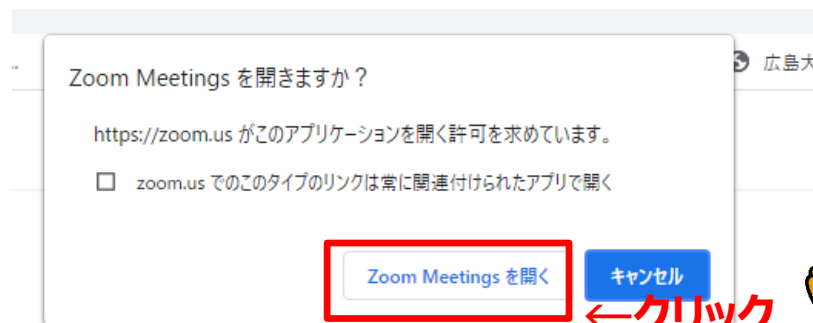 広島大
Zoom Meetings を開きますか？
https://zoom.us がこのアプリケーションを開く許可を求めています。
zoom.us でのこのタイプのリンクは常に関連付けられたアプリで開く
Zoom Meetings を開く
キャンセル
←クリック